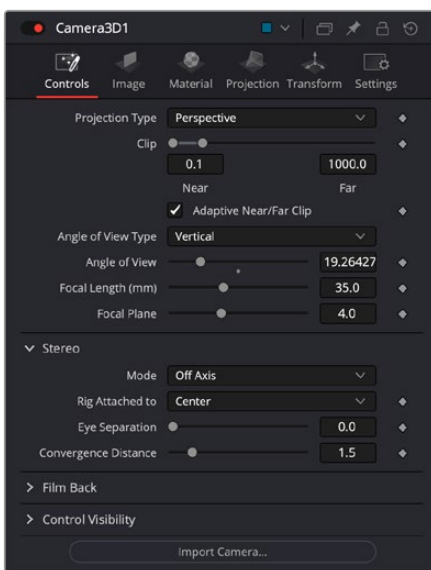 Camera3D1
Controls Image Material Projection Transform Settings
Projection Type Perspective
Clip
0.1 1000.0
Near Far
Adaptive Near/Far Clip
Angle of View Type Vertical
Angle of View 19.26427
Focal Length (mm) 35.0
Focal Plane 4.0
Stereo
Mode Off Axis
Rig Attached to Center
Eye Separation 0.0
Convergence Distance 1.5
Film Back
Control Visibility
Import Camera...